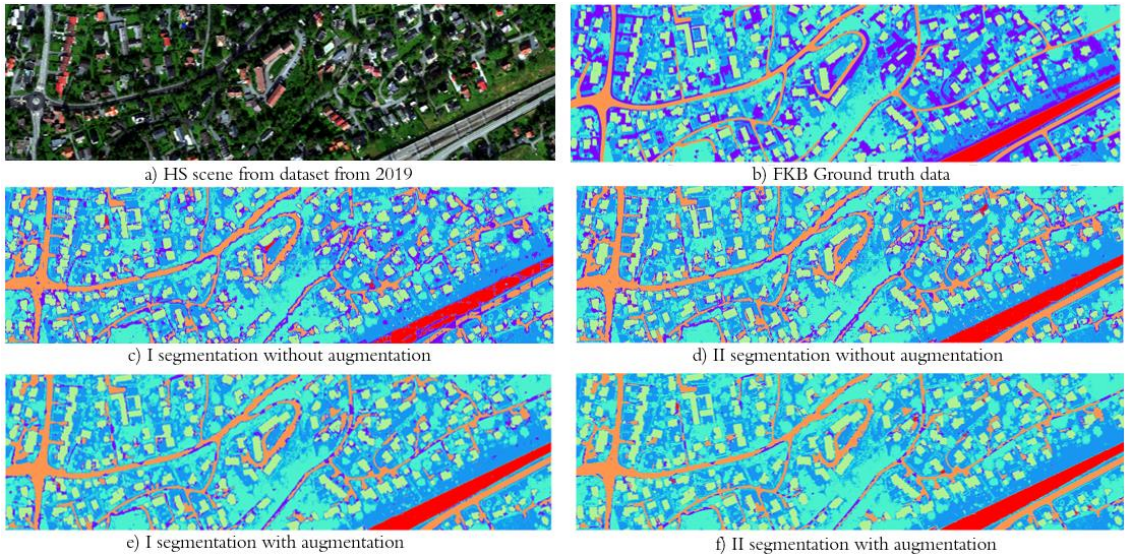 a) HS scene from dataset from 2019
b) FKB Ground truth data
c) I segmentation without augmentation
d) II segmentation without augmentation
e) I segmentation with augmentation
f) II segmentation with augmentation